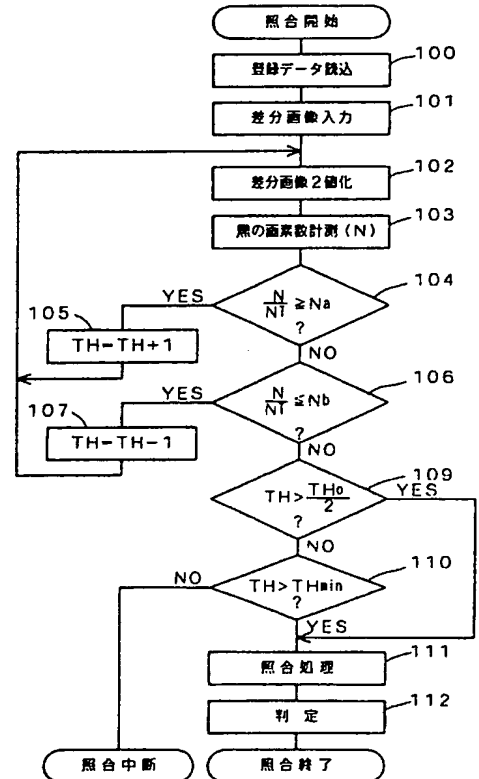 照合開始
100
登録データ読込
101
差分画像入力
102
差分画像2値化
103
黒の画素数計測(N)
104
N/NT ≧Na
?
YES
105
TH=TH+1
NO
106
N/NT ≦Nb
?
YES
107
TH=TH-1
NO
109
TH>THo/2
?
YES
NO
110
TH>THmin
?
NO
YES
111
照合処理
112
判定
照合中断
照合終了